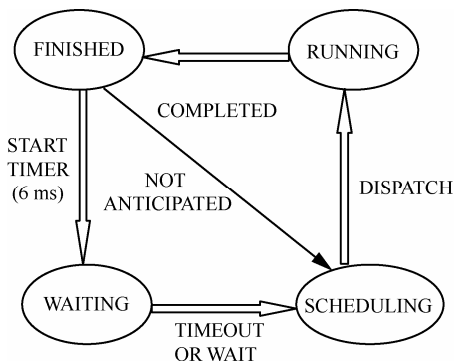 FINISHED
RUNNING
COMPLETED
START
TIMER
(6 ms)
NOT
ANTICIPATED
DISPATCH
WAITING
SCHEDULING
TIMEOUT
OR WAIT